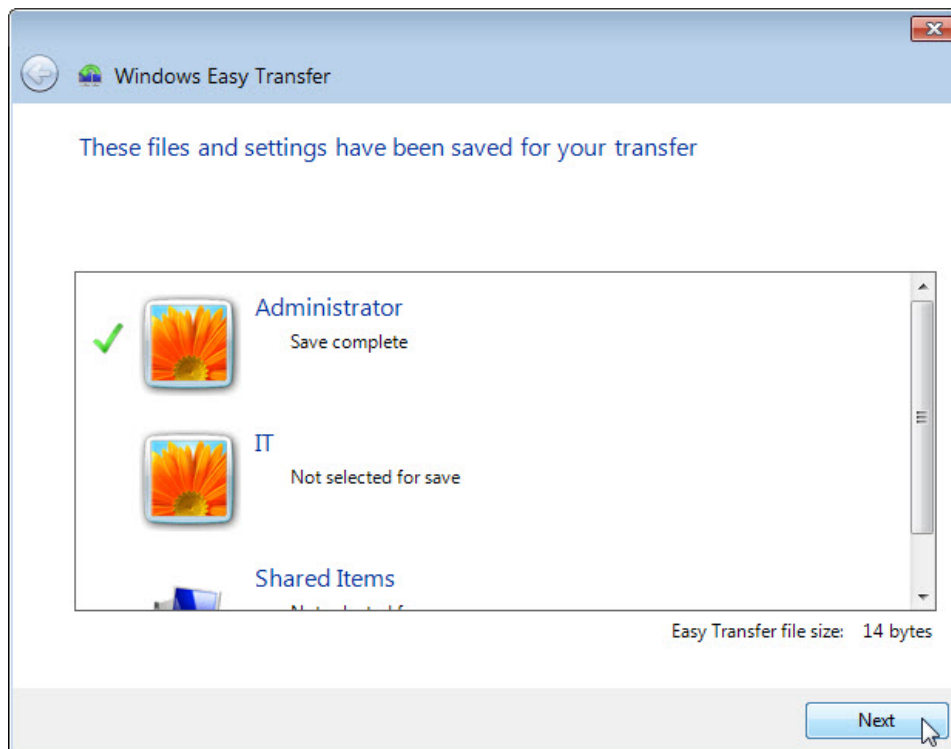 Windows Easy Transfer
These files and settings have been saved for your transfer
Administrator
Save complete
IT
Not selected for save
Shared Items
Easy Transfer file size: 14 bytes
Next